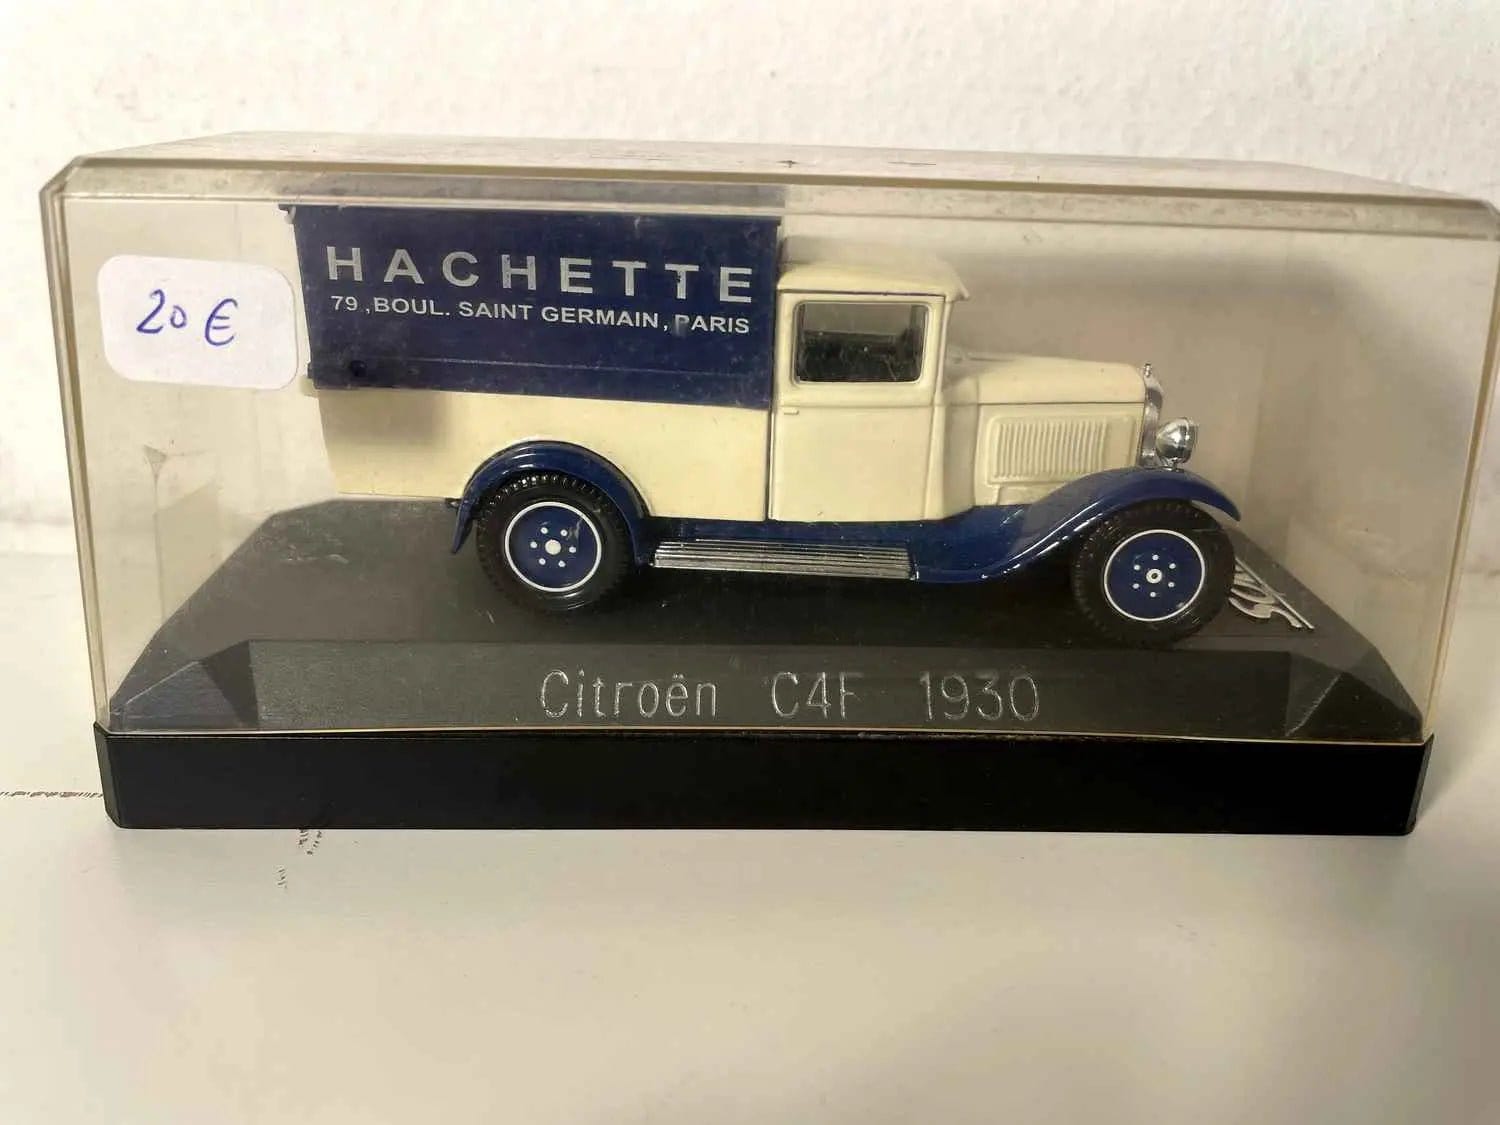 HACHETTE
79 ,BOUL. SAINT GERMAIN, PARIS
20 €
Citroën C4F 1930